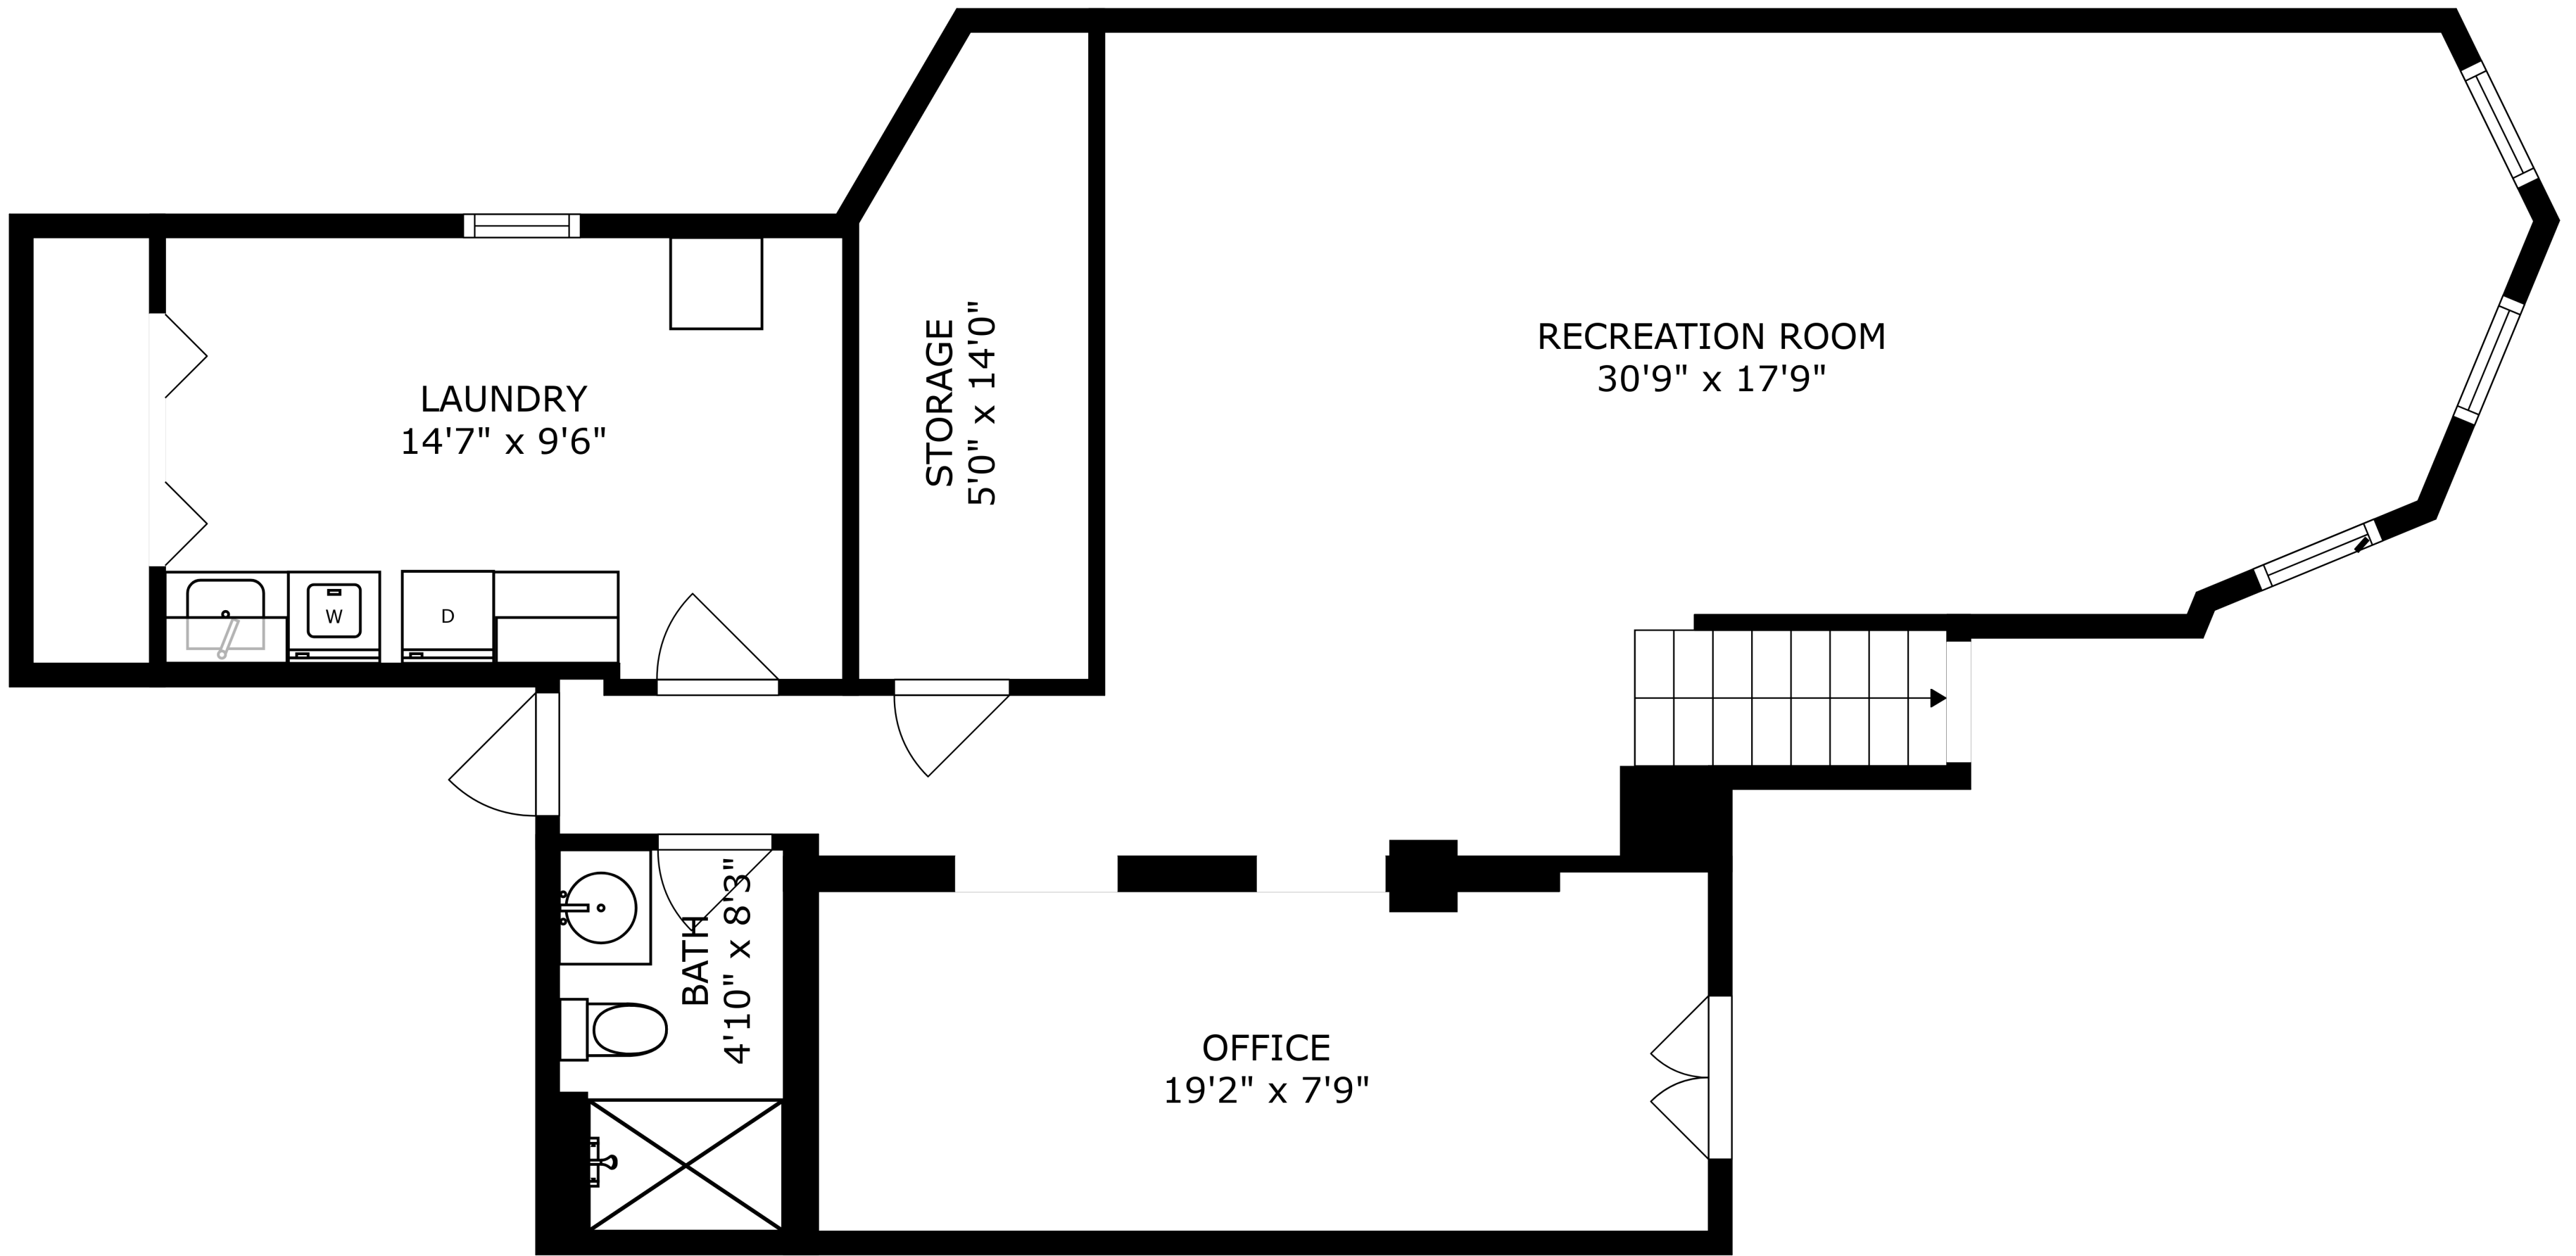 RECREATION ROOM
30'9" x 17'9"
STORAGE
5'0" x 14'0"
LAUNDRY
14'7" x 9'6"
W
D
BATH
4'10" x 8'3"
OFFICE
19'2" x 7'9"